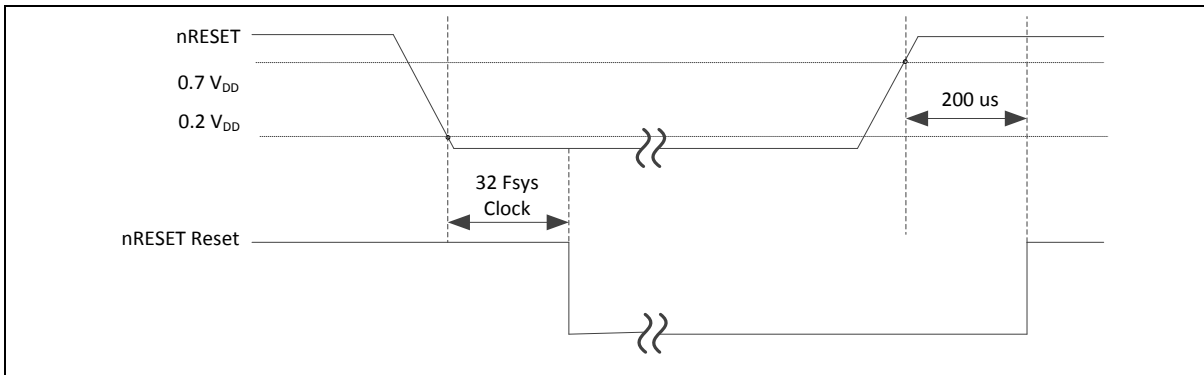 nRESET
0.7 VDD
0.2 VDD
200 us
32 Fsys
Clock
nRESET Reset